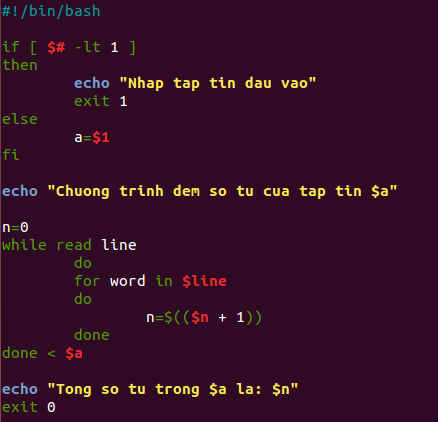 #!/bin/bash

if [ $# -lt 1 ]
then
        echo "Nhap tap tin dau vao"
        exit 1
else
        a=$1
fi

echo "Chuong trinh dem so tu cua tap tin $a"

n=0
while read line
        do
        for word in $line
        do
                n=$(($n + 1))
        done
done < $a

echo "Tong so tu trong $a la: $n"
exit 0